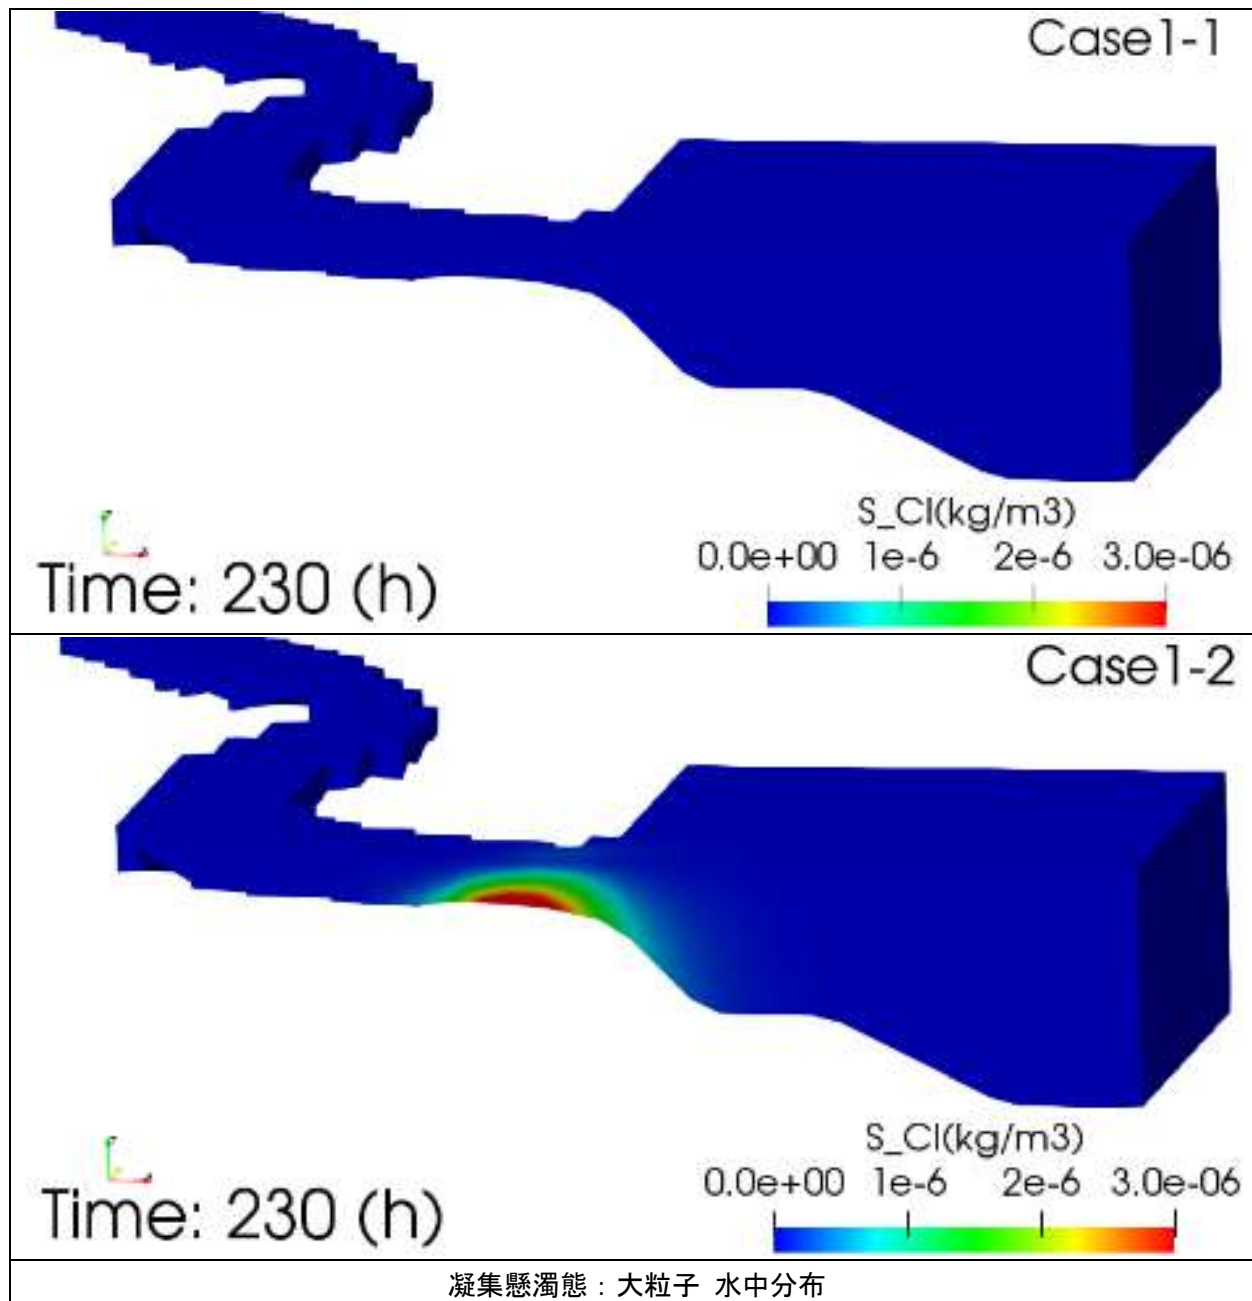 Case1-1
S_Cl(kg/m3)
0.0e+00 1e-6 2e-6 3.0e-06
Time: 230 (h)
Case1-2
S_Cl(kg/m3)
0.0e+00 1e-6 2e-6 3.0e-06
Time: 230 (h)
凝集懸濁態：大粒子 水中分布